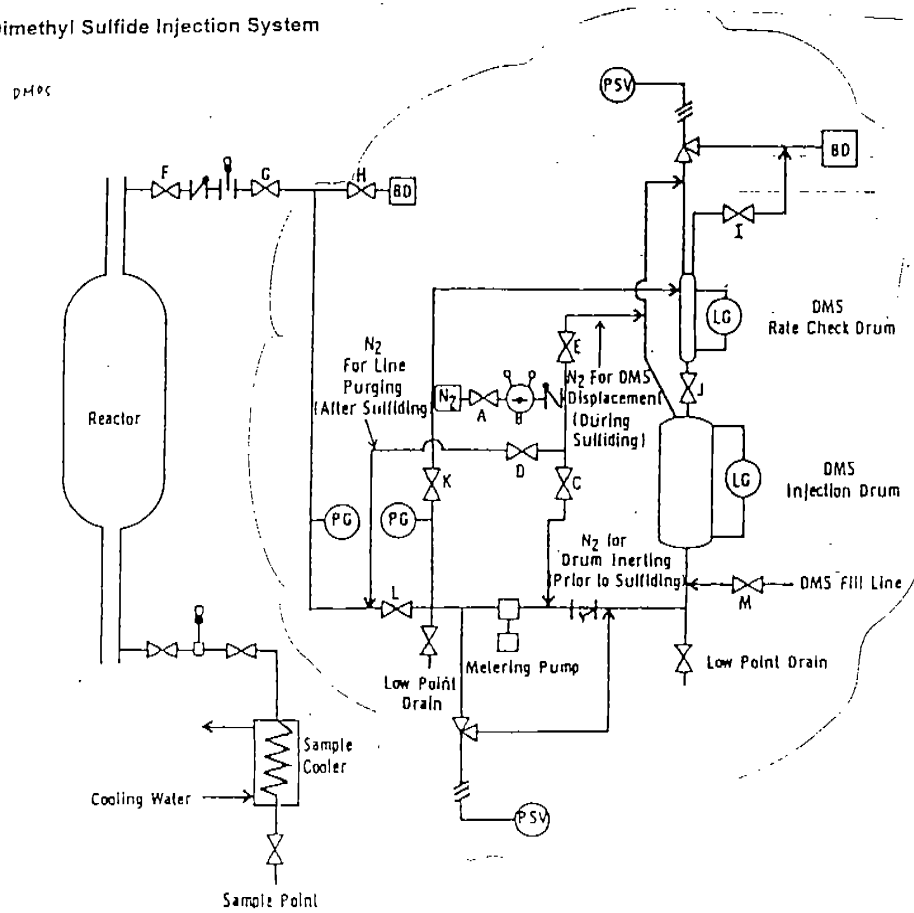 Dimethyl Sulfide Injection System
DMDS
PSV
F
G
H
BD
BD
I
LG
DMS
Rate Check Drum
N2
For Line
Purging
(After Sulfiding)
E
N2
A
N2 For DMS
Displacement
(During
Sulfiding)
J
Reactor
D
K
C
LG
DMS
Injection Drum
PG
PG
N2 for
Drum Inerting
(Prior to Sulfiding)
DMS Fill Line
M
L
Metering Pump
Low Point
Drain
Low Point Drain
Sample
Cooler
Cooling Water
PSV
Sample Point